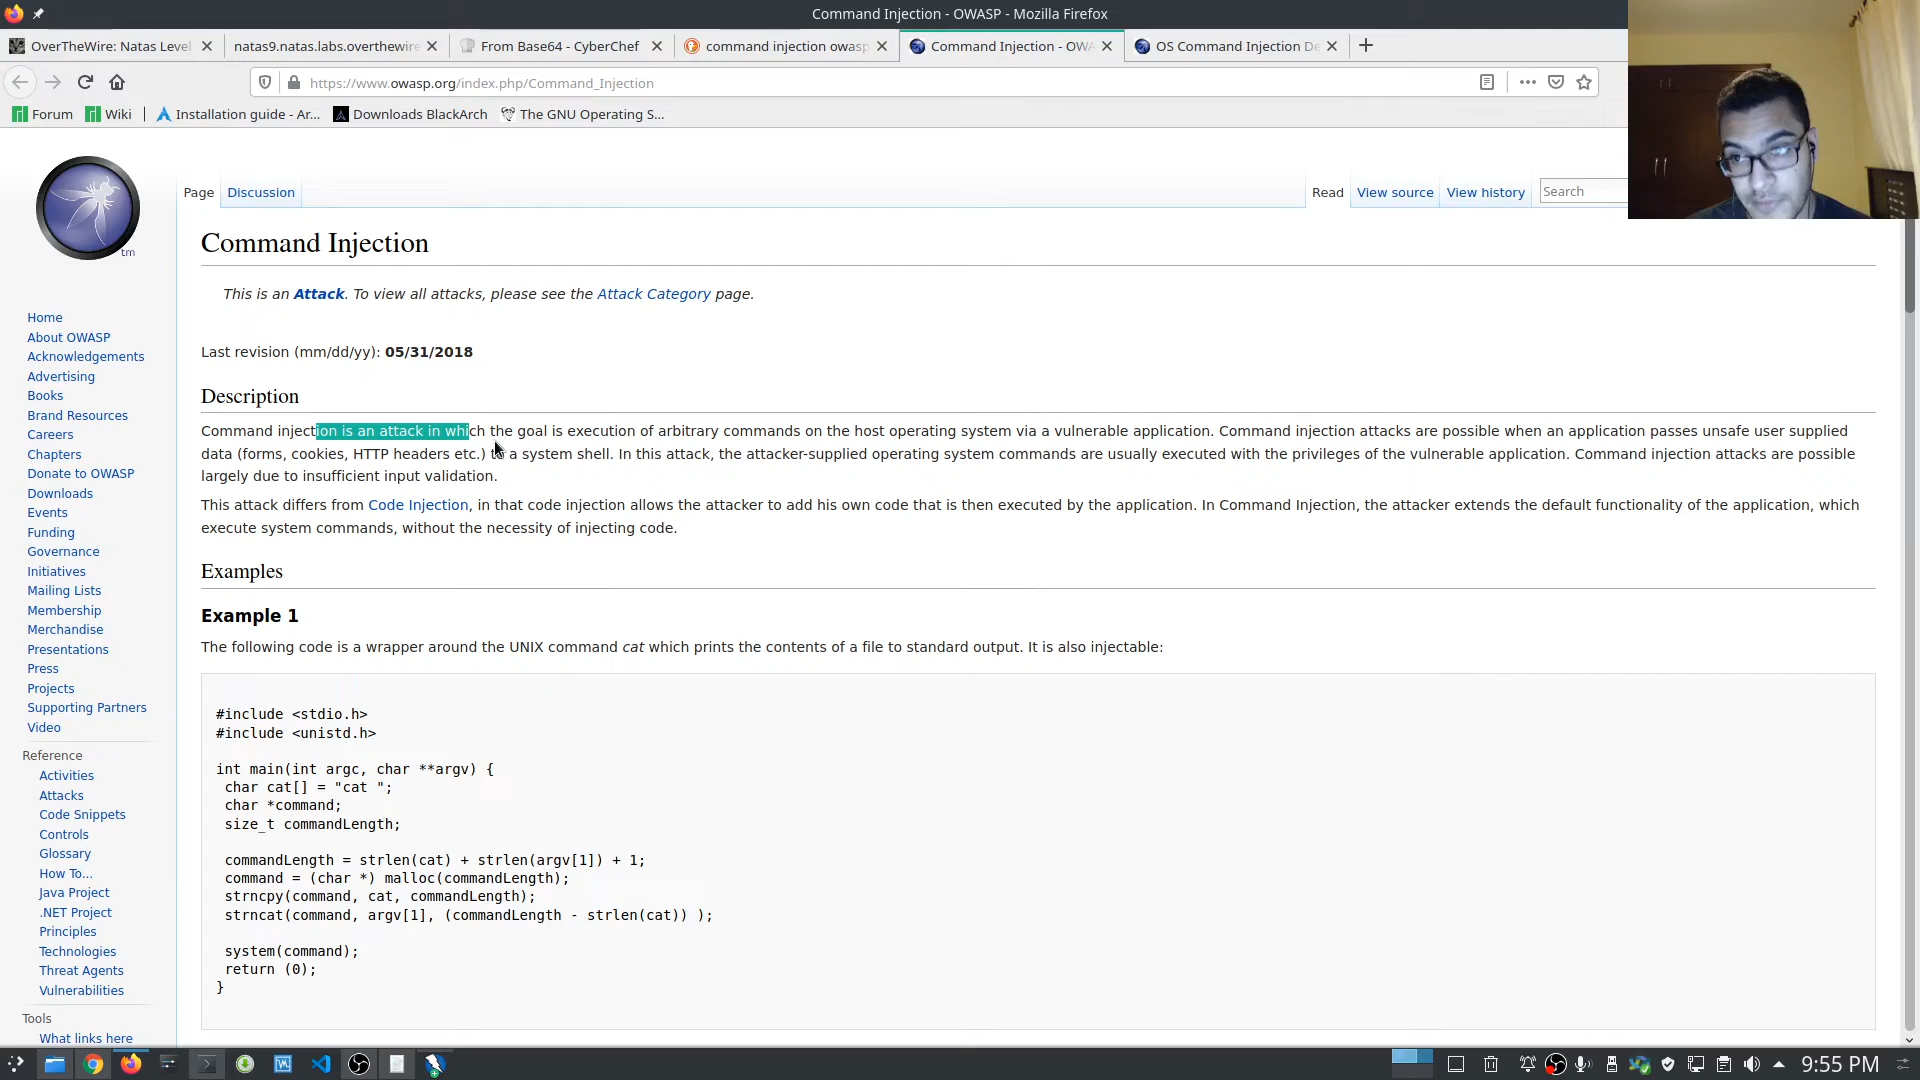 Command Injection - OWASP - Mozilla Firefox
OverTheWire: Natas Level
natas9.natas.labs.overthewire
From Base64 - CyberChef
command injection owasp
Command Injection - OWA
OS Command Injection De
https://www.owasp.org/index.php/Command_Injection
Forum
Wiki
Installation guide - Ar...
Downloads BlackArch
The GNU Operating S...
tm
Page
Discussion
Read
View source
View history
Search
Command Injection
This is an Attack. To view all attacks, please see the Attack Category page.
Last revision (mm/dd/yy): 05/31/2018
Description
Command injection is an attack in which the goal is execution of arbitrary commands on the host operating system via a vulnerable application. Command injection attacks are possible when an application passes unsafe user supplied
data (forms, cookies, HTTP headers etc.) to a system shell. In this attack, the attacker-supplied operating system commands are usually executed with the privileges of the vulnerable application. Command injection attacks are possible
largely due to insufficient input validation.
This attack differs from Code Injection, in that code injection allows the attacker to add his own code that is then executed by the application. In Command Injection, the attacker extends the default functionality of the application, which
execute system commands, without the necessity of injecting code.
Examples
Example 1
The following code is a wrapper around the UNIX command cat which prints the contents of a file to standard output. It is also injectable:
#include <stdio.h>
#include <unistd.h>
int main(int argc, char **argv) {
char cat[] = "cat ";
char *command;
size_t commandLength;
commandLength = strlen(cat) + strlen(argv[1]) + 1;
command = (char *) malloc(commandLength);
strncpy(command, cat, commandLength);
strncat(command, argv[1], (commandLength - strlen(cat)) );
system(command);
return (0);
}
Home
About OWASP
Acknowledgements
Advertising
Books
Brand Resources
Careers
Chapters
Donate to OWASP
Downloads
Events
Funding
Governance
Initiatives
Mailing Lists
Membership
Merchandise
Presentations
Press
Projects
Supporting Partners
Video
Reference
Activities
Attacks
Code Snippets
Controls
Glossary
How To...
Java Project
.NET Project
Principles
Technologies
Threat Agents
Vulnerabilities
Tools
What links here
9:55 PM